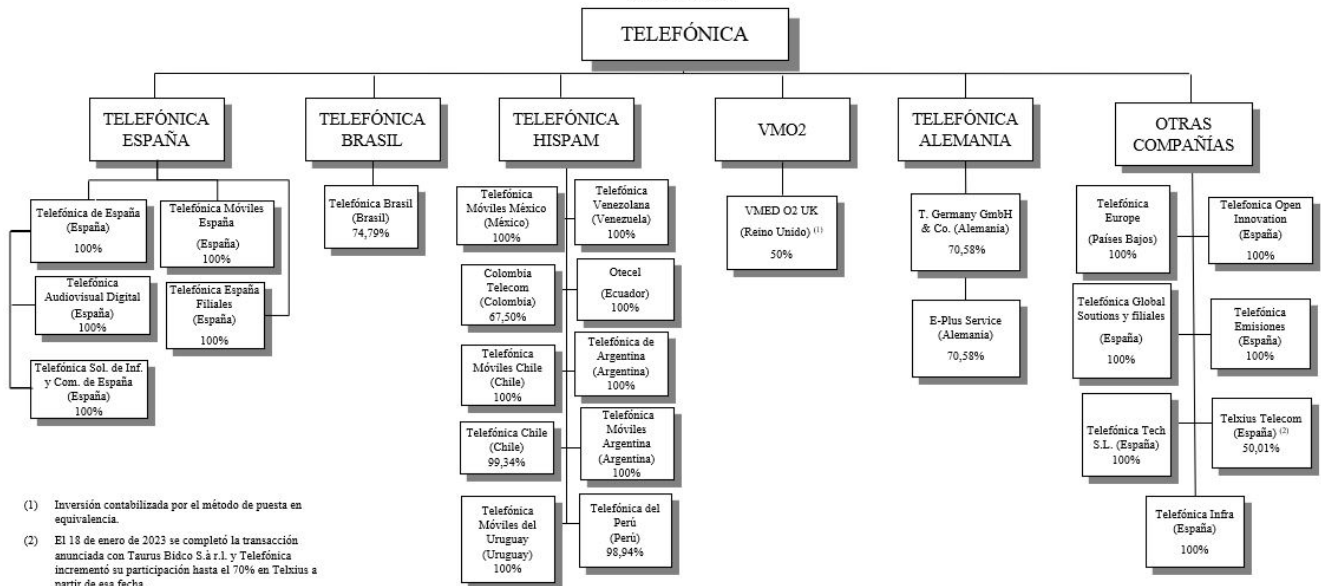 TELEFÓNICA
TELEFÓNICA
ESPAÑA
TELEFÓNICA
BRASIL
TELEFÓNICA
HISPAM
VMO2
TELEFÓNICA
ALEMANIA
OTRAS
COMPAÑÍAS
Telefónica de España
(España)
100%
Telefónica Móviles
España
(España)
100%
Telefónica
Audiovisual Digital
(España)
100%
Telefónica España
Filiales
(España)
100%
Telefónica Sol. de Inf.
y Com. de España
(España)
100%
Telefónica Brasil
(Brasil)
74,79%
Telefónica
Móviles México
(México)
100%
Telefónica
Venezolana
(Venezuela)
100%
Colombia
Telecom
(Colombia)
67,50%
Otecel
(Ecuador)
100%
Telefónica
Móviles Chile
(Chile)
100%
Telefónica de
Argentina
(Argentina)
100%
Telefónica Chile
(Chile)
99,34%
Telefónica
Móviles
Argentina
(Argentina)
100%
Telefónica
Móviles del
Uruguay
(Uruguay)
100%
Telefónica del
Perú
(Perú)
98,94%
VMED O2 UK
(Reino Unido) (1)
50%
T. Germany GmbH
& Co. (Alemania)
70,58%
E-Plus Service
(Alemania)
70,58%
Telefónica
Europe
(Países Bajos)
100%
Telefonica Open
Innovation
(España)
100%
Telefónica Global
Soutions y filiales
(España)
100%
Telefónica
Emisiones
(España)
100%
Telefónica Tech
S.L. (España)
100%
Telxius Telecom
(España) (2)
50,01%
Telefónica Infra
(España)
100%
(1) Inversión contabilizada por el método de puesta en
equivalencia.
(2) El 18 de enero de 2023 se completó la transacción
anunciada con Taurus Bidco S.à r.l. y Telefónica
incrementó su participación hasta el 70% en Telxius a
partir de esa fecha